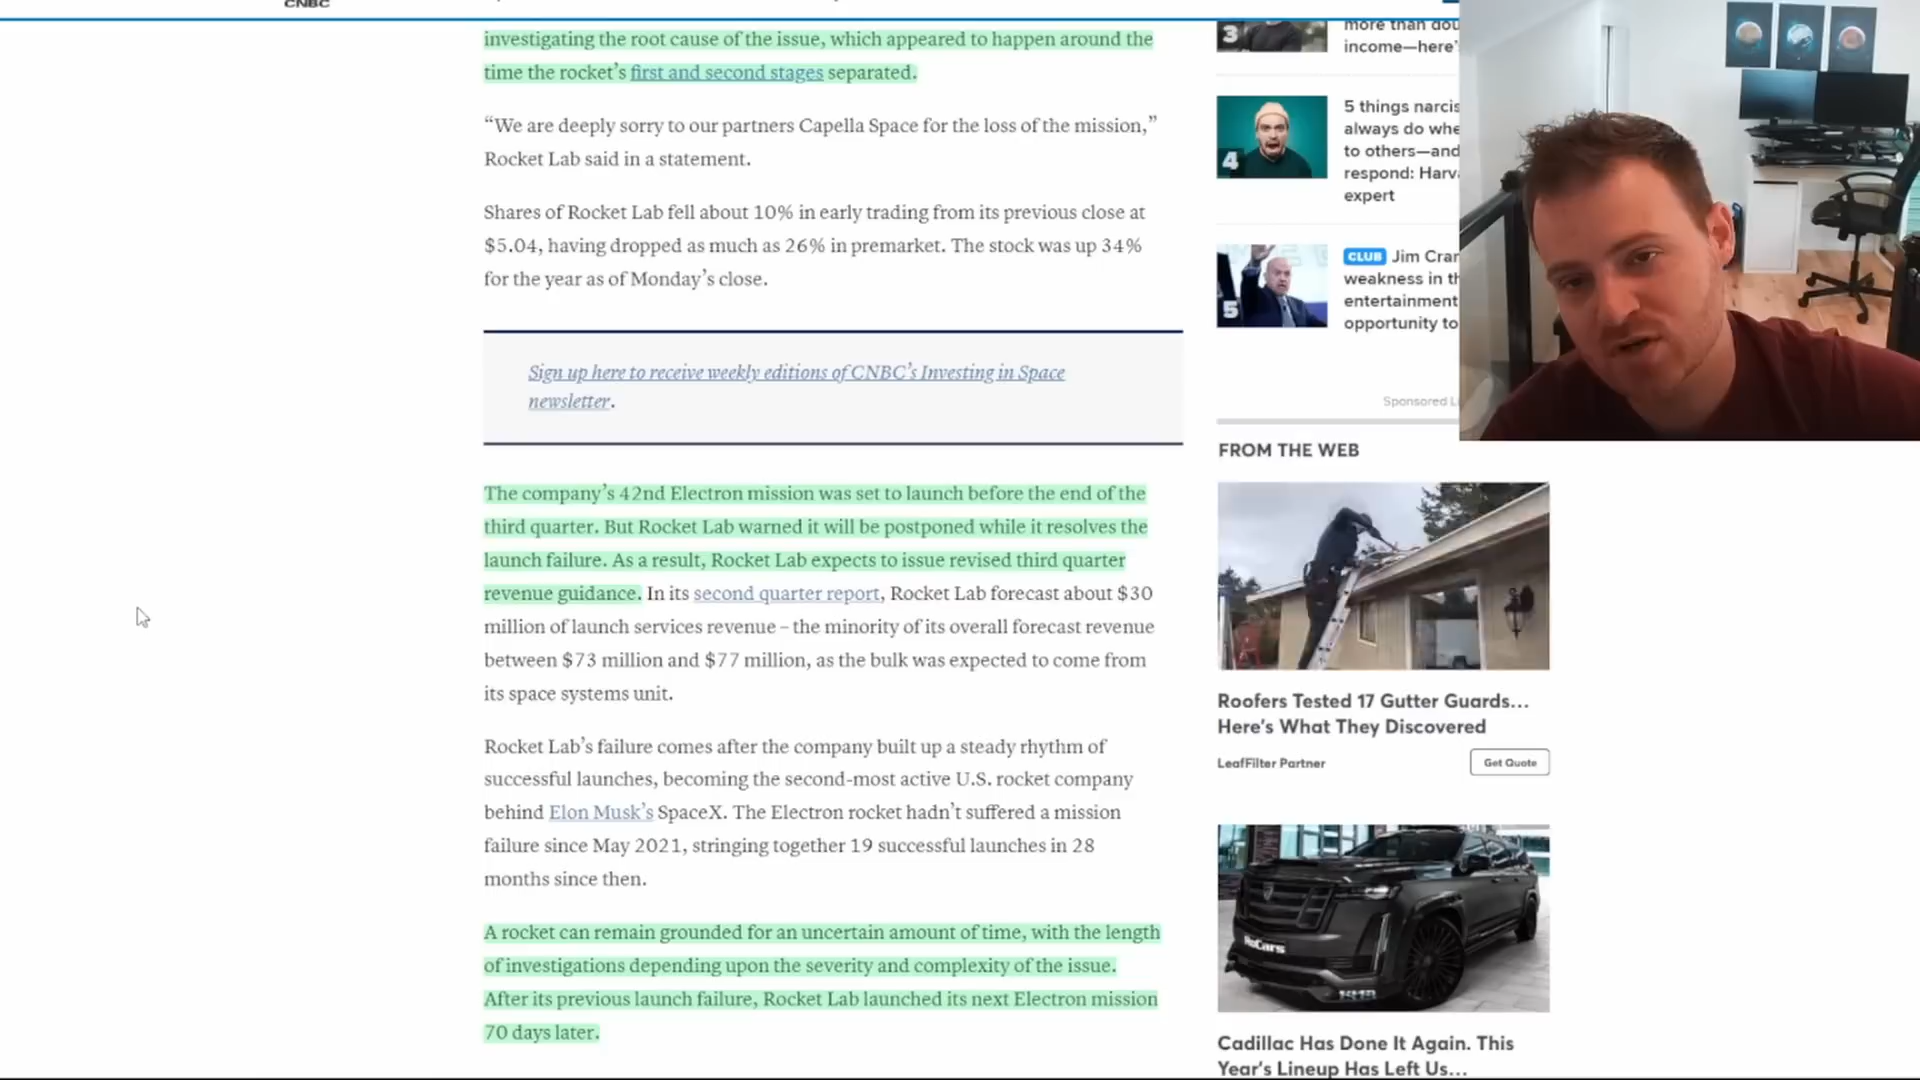 CNBC
investigating the root cause of the issue, which appeared to happen around the
time the rocket’s first and second stages separated.
“We are deeply sorry to our partners Capella Space for the loss of the mission,”
Rocket Lab said in a statement.
Shares of Rocket Lab fell about 10% in early trading from its previous close at
$5.04, having dropped as much as 26% in premarket. The stock was up 34%
for the year as of Monday’s close.
Sign up here to receive weekly editions of CNBC’s Investing in Space
newsletter.
The company’s 42nd Electron mission was set to launch before the end of the
third quarter. But Rocket Lab warned it will be postponed while it resolves the
launch failure. As a result, Rocket Lab expects to issue revised third quarter
revenue guidance. In its second quarter report, Rocket Lab forecast about $30
million of launch services revenue – the minority of its overall forecast revenue
between $73 million and $77 million, as the bulk was expected to come from
its space systems unit.
Rocket Lab’s failure comes after the company built up a steady rhythm of
successful launches, becoming the second-most active U.S. rocket company
behind Elon Musk’s SpaceX. The Electron rocket hadn’t suffered a mission
failure since May 2021, stringing together 19 successful launches in 28
months since then.
A rocket can remain grounded for an uncertain amount of time, with the length
of investigations depending upon the severity and complexity of the issue.
After its previous launch failure, Rocket Lab launched its next Electron mission
70 days later.
3
more than dou
income—here’
4
5 things narcis
always do whe
to others—and
respond: Harv
expert
5
CLUB Jim Crar
weakness in th
entertainment
opportunity to
Sponsored L
FROM THE WEB
Roofers Tested 17 Gutter Guards…
Here’s What They Discovered
LeafFilter Partner
Get Quote
RoCars
Cadillac Has Done It Again. This
Year’s Lineup Has Left Us…